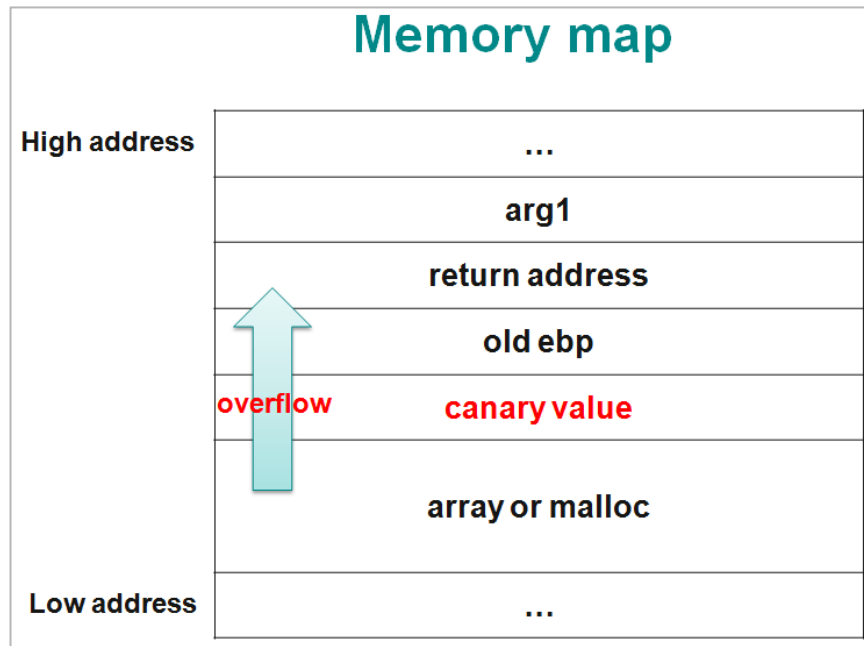 Memory map
High address
...
arg1
return address
old ebp
overflow
canary value
array or malloc
Low address
...